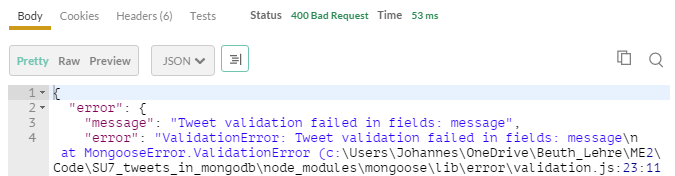 Body Cookies Headers (6) Tests Status 400 Bad Request Time 53 ms
Pretty Raw Preview JSON
1 {
2 "error": {
3 "message": "Tweet validation failed in fields: message",
4 "error": "ValidationError: Tweet validation failed in fields: message\n
at MongooseError.ValidationError (c:\Users\Johannes\OneDrive\Beuth_Lehre\ME2\
Code\SU7_tweets_in_mongodb\node_modules\mongoose\lib\error\validation.js:23:11